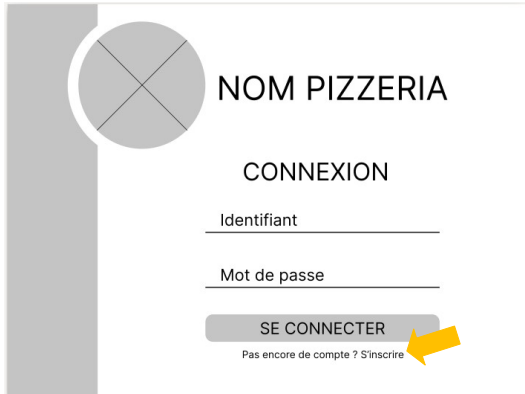 NOM PIZZERIA
CONNEXION
Identifiant
Mot de passe
SE CONNECTER
Pas encore de compte ? S'inscrire